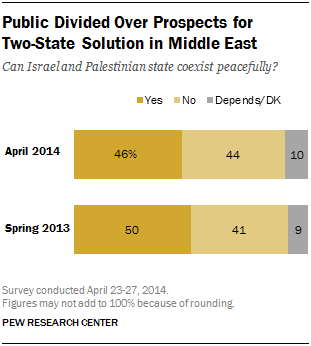 Public Divided Over Prospects for
Two-State Solution in Middle East
Can Israel and Palestinian state coexist peacefully?
Yes No Depends/DK
April 2014 46% 44 10
Spring 2013 50 41 9
Survey conducted April 23-27, 2014.
Figures may not add to 100% because of rounding.
PEW RESEARCH CENTER